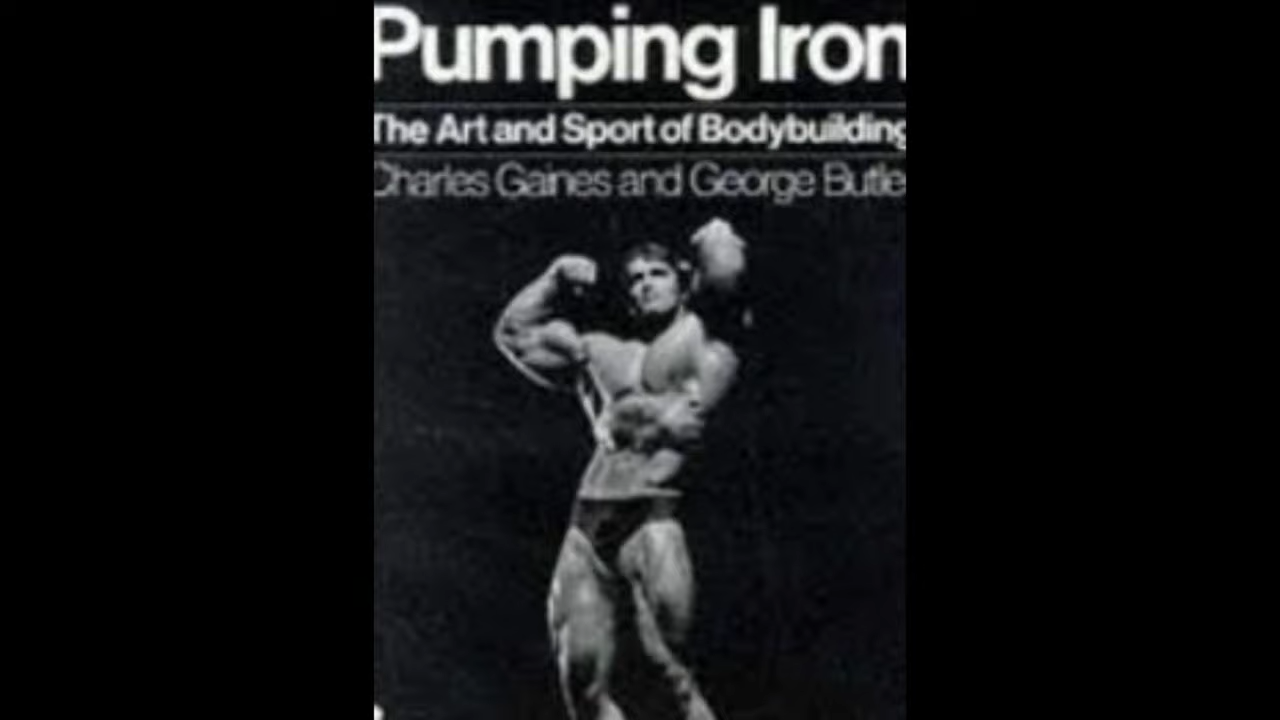 Pumping Iron
The Art and Sport of Bodybuilding
Charles Gaines and George Butle